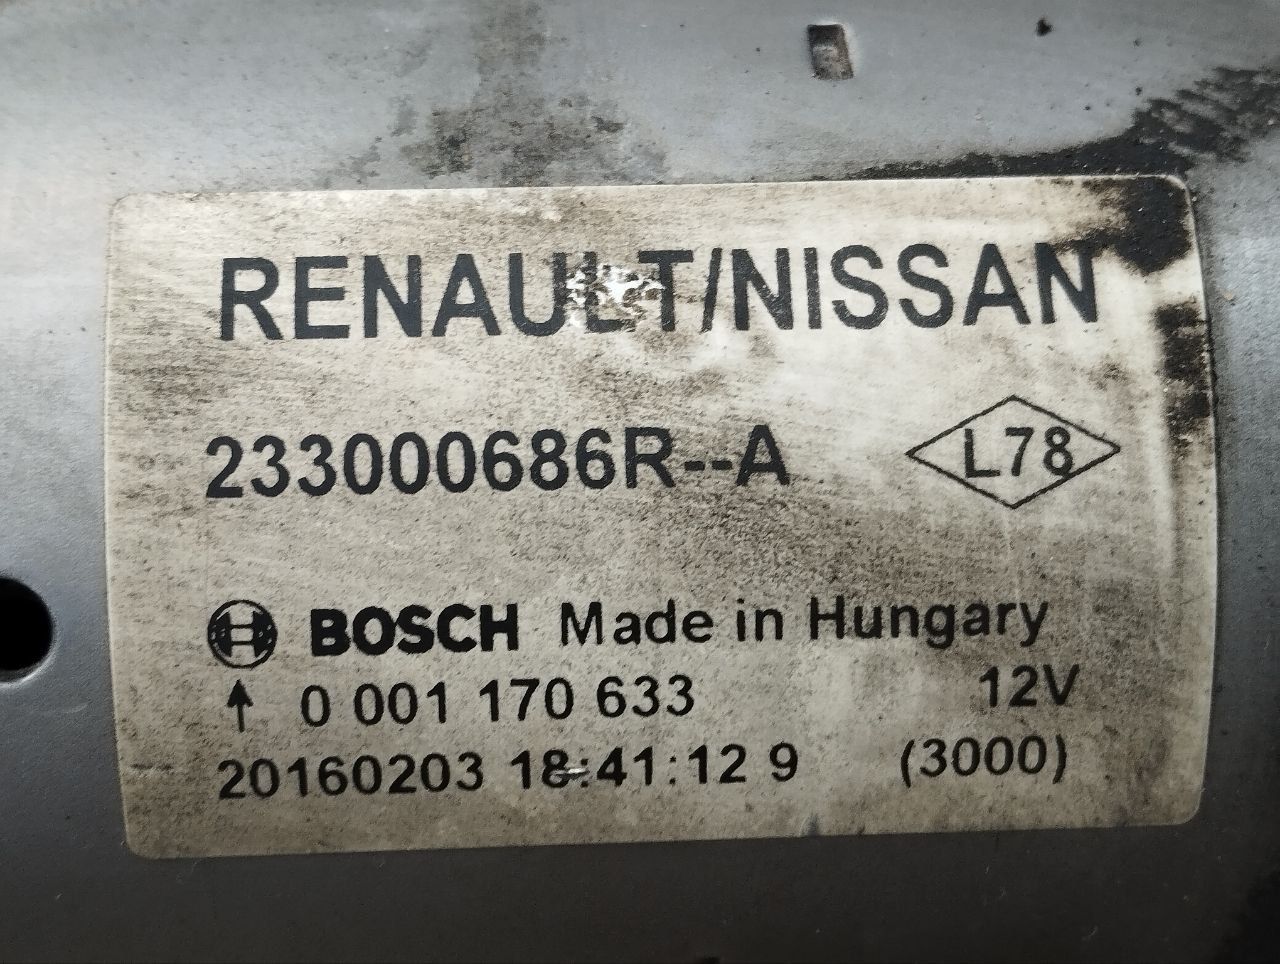 RENAULT/NISSAN
233000686R--A
L78
BOSCH Made in Hungary
0 001 170 633 12V
20160203 18:41:12 9 (3000)